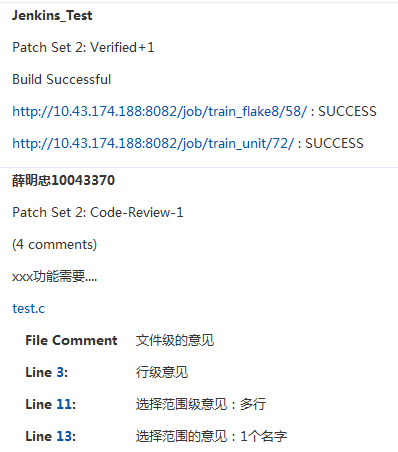 Jenkins_Test
Patch Set 2: Verified+1
Build Successful
http://10.43.174.188:8082/job/train_flake8/58/ : SUCCESS
http://10.43.174.188:8082/job/train_unit/72/ : SUCCESS
薛明忠10043370
Patch Set 2: Code-Review-1
(4 comments)
xxx功能需要....
test.c
File Comment 文件级的意见
Line 3: 行级意见
Line 11: 选择范围级意见：多行
Line 13: 选择范围的意见：1个名字